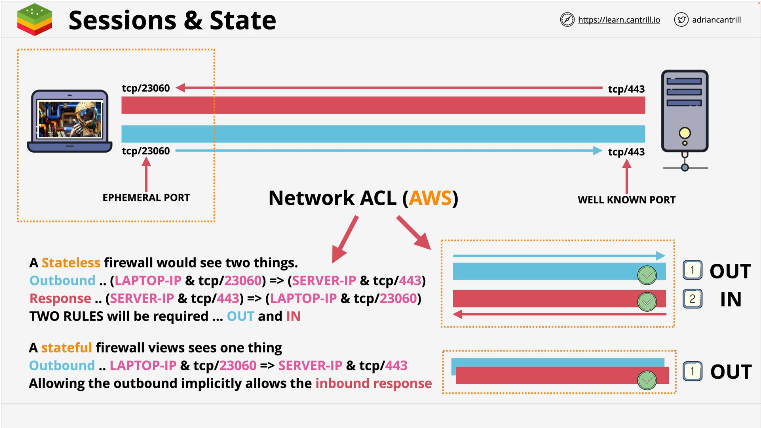 Sessions & State
https://learn.cantrill.io
adriancantrill
tcp/23060
tcp/443
tcp/23060
tcp/443
EPHEMERAL PORT
WELL KNOWN PORT
Network ACL (AWS)
A Stateless firewall would see two things.
Outbound .. (LAPTOP-IP & tcp/23060) => (SERVER-IP & tcp/443)
Response .. (SERVER-IP & tcp/443) => (LAPTOP-IP & tcp/23060)
TWO RULES will be required ... OUT and IN
1 OUT
2 IN
A stateful firewall views sees one thing
Outbound .. LAPTOP-IP & tcp/23060 => SERVER-IP & tcp/443
Allowing the outbound implicitly allows the inbound response
1 OUT